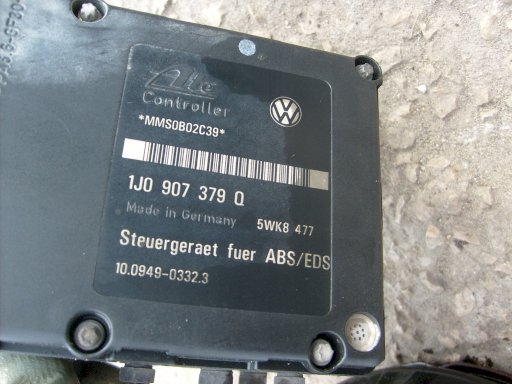 Ate
Controller
*MMS0B02C39*
1J0 907 379 Q
Made in Germany 5WK8 477
Steuergeraet fuer ABS/EDS
10.0949-0332.3